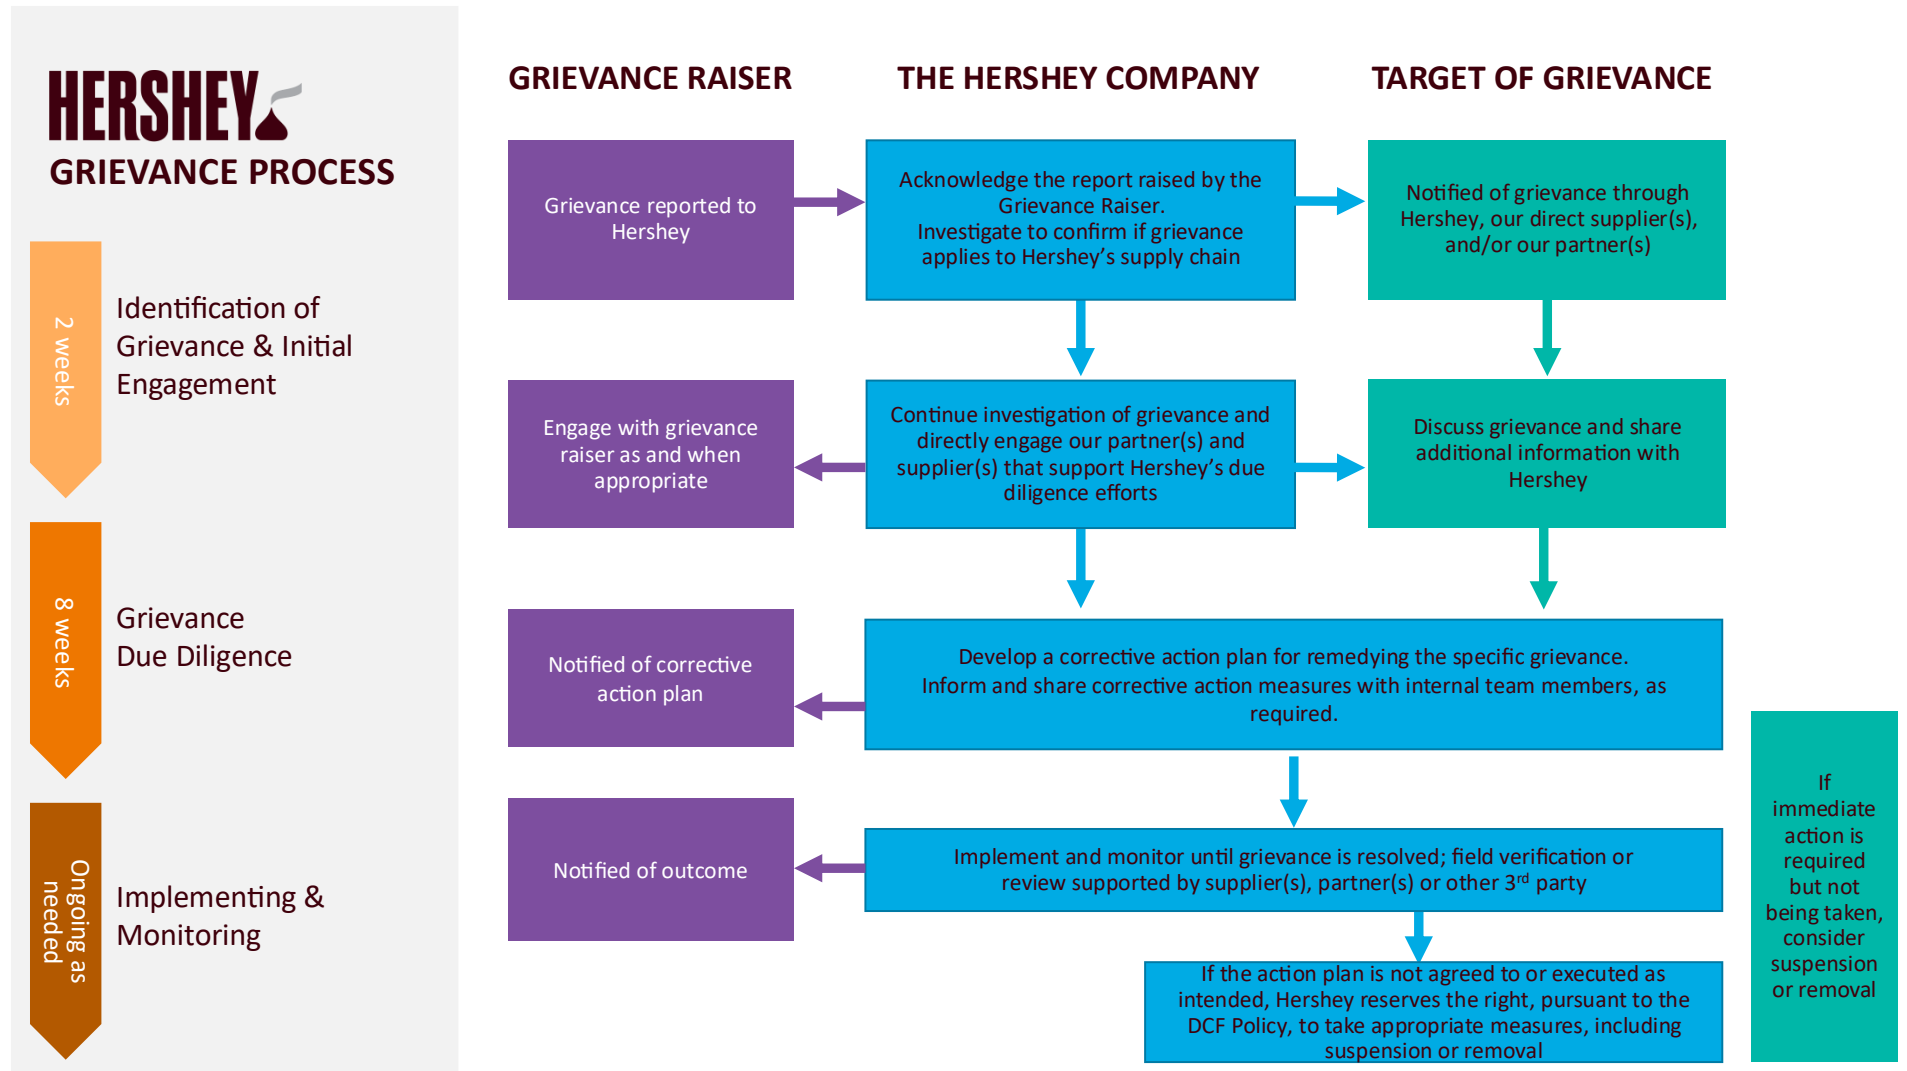 HERSHEY
GRIEVANCE PROCESS
2 weeks
Identification of
Grievance & Initial
Engagement
8 weeks
Grievance
Due Diligence
Ongoing as
needed
Implementing &
Monitoring
GRIEVANCE RAISER
THE HERSHEY COMPANY
TARGET OF GRIEVANCE
Grievance reported to
Hershey
Acknowledge the report raised by the
Grievance Raiser.
Investigate to confirm if grievance
applies to Hershey’s supply chain
Notified of grievance through
Hershey, our direct supplier(s),
and/or our partner(s)
Engage with grievance
raiser as and when
appropriate
Continue investigation of grievance and
directly engage our partner(s) and
supplier(s) that support Hershey’s due
diligence efforts
Discuss grievance and share
additional information with
Hershey
Notified of corrective
action plan
Develop a corrective action plan for remedying the specific grievance.
Inform and share corrective action measures with internal team members, as
required.
Notified of outcome
Implement and monitor until grievance is resolved; field verification or
review supported by supplier(s), partner(s) or other 3rd party
If the action plan is not agreed to or executed as
intended, Hershey reserves the right, pursuant to the
DCF Policy, to take appropriate measures, including
suspension or removal
If
immediate
action is
required
but not
being taken,
consider
suspension
or removal